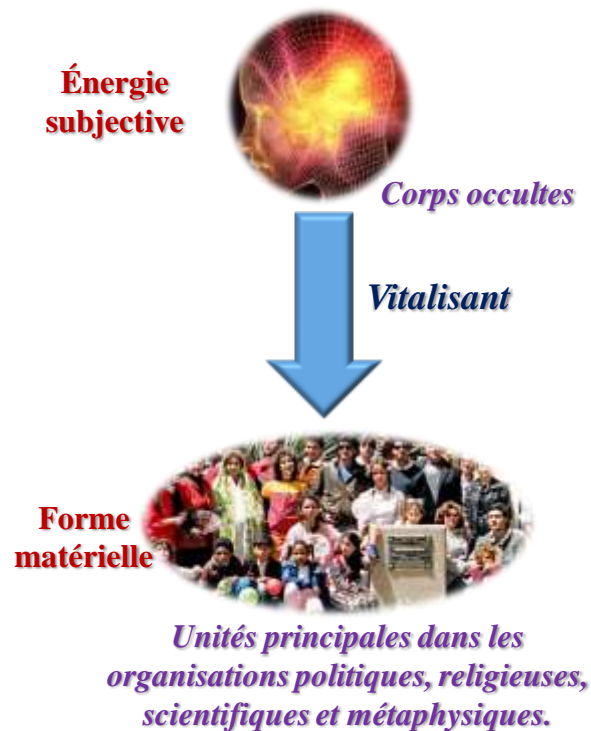 Énergie
subjective
Corps occultes
Vitalisant
Forme
matérielle
Unités principales dans les
organisations politiques, religieuses,
scientifiques et métaphysiques.